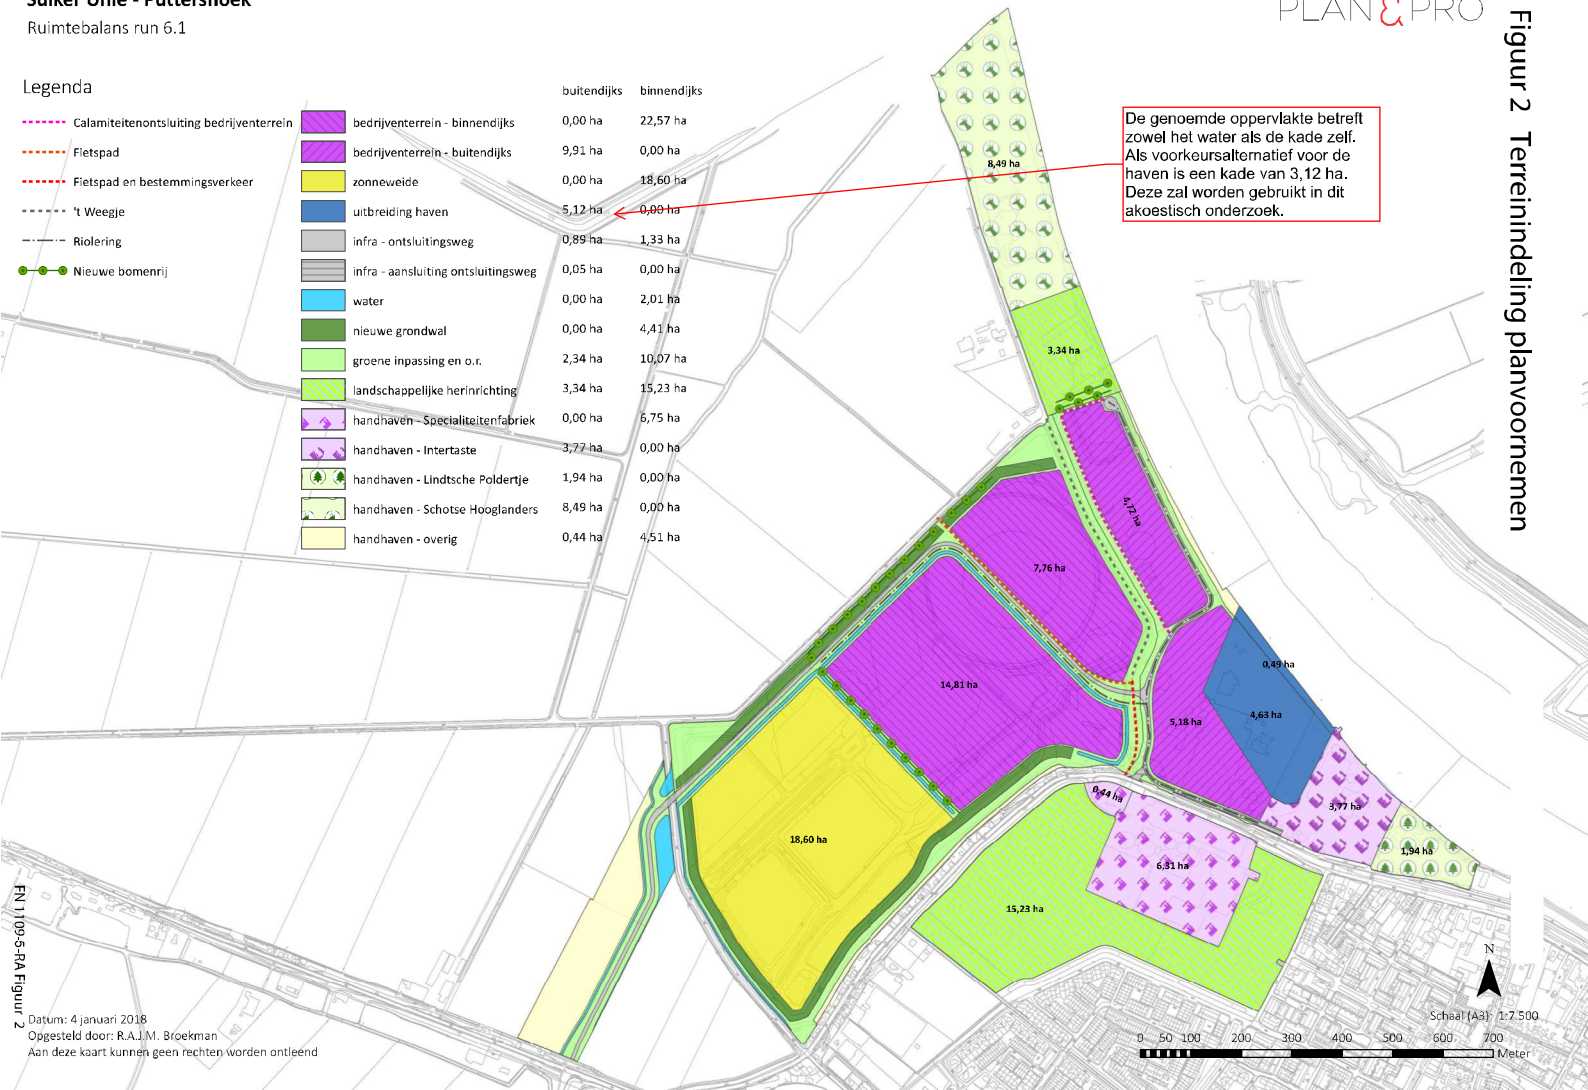 Suiker Unie - Puttershoek
Ruimtebalans run 6.1
PLAN & PRO
Figuur 2 Terreinindeling planvoornemen
Legenda
buitendijks binnendijks
Calamiteitenontsluiting bedrijventerrein
Fietspad
Fietspad en bestemmingsverkeer
't Weegje
Riolering
Nieuwe bomenrij
bedrijventerrein - binnendijks 0,00 ha 22,57 ha
bedrijventerrein - buitendijks 9,91 ha 0,00 ha
zonneweide 0,00 ha 18,60 ha
uitbreiding haven 5,12 ha 0,00 ha
infra - ontsluitingsweg 0,89 ha 1,33 ha
infra - aansluiting ontsluitingsweg 0,05 ha 0,00 ha
water 0,00 ha 2,01 ha
nieuwe grondwal 0,00 ha 4,41 ha
groene inpassing en o.r. 2,34 ha 10,07 ha
landschappelijke herinrichting 3,34 ha 15,23 ha
handhaven - Specialiteitenfabriek 0,00 ha 6,75 ha
handhaven - Intertaste 3,77 ha 0,00 ha
handhaven - Lindtsche Poldertje 1,94 ha 0,00 ha
handhaven - Schotse Hooglanders 8,49 ha 0,00 ha
handhaven - overig 0,44 ha 4,51 ha
De genoemde oppervlakte betreft
zowel het water als de kade zelf.
Als voorkeursalternatief voor de
haven is een kade van 3,12 ha.
Deze zal worden gebruikt in dit
akoestisch onderzoek.
8,49 ha
3,34 ha
4,72 ha
7,76 ha
14,81 ha
0,49 ha
4,63 ha
5,18 ha
0,44 ha
3,77 ha
1,94 ha
18,60 ha
6,31 ha
15,23 ha
N
Schaal (A3): 1:7.500
0 50 100 200 300 400 500 600 700
Meter
FN 1109-5-RA Figuur 2
Datum: 4 januari 2018
Opgesteld door: R.A.J.M. Broekman
Aan deze kaart kunnen geen rechten worden ontleend